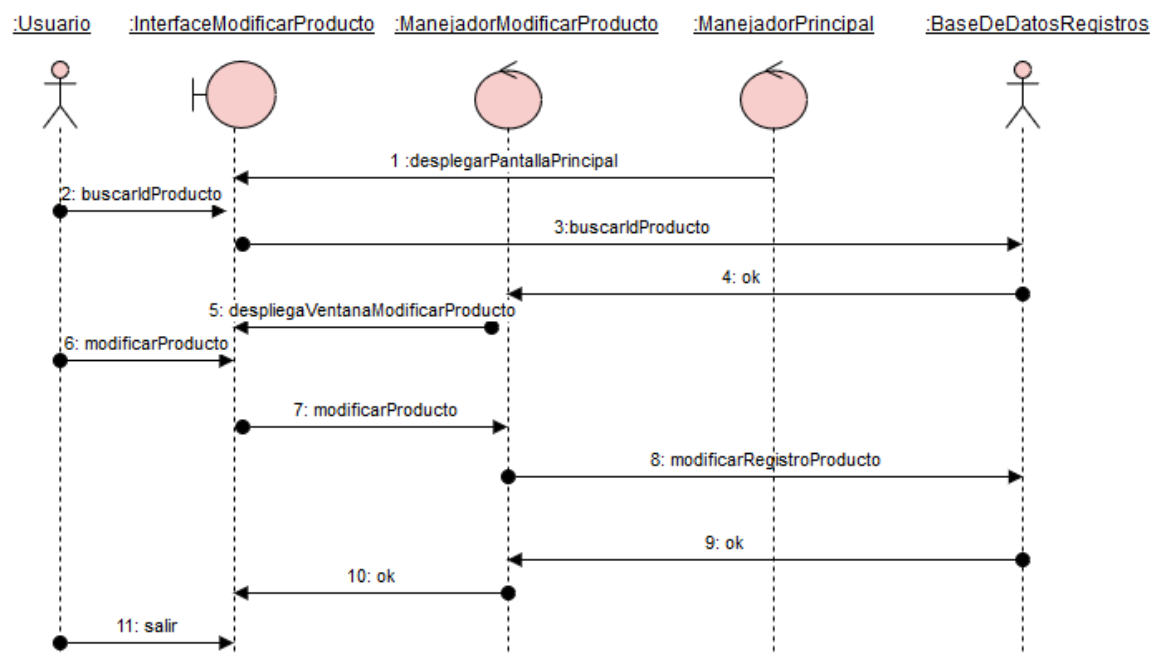 :Usuario
:InterfaceModificarProducto
:ManejadorModificarProducto
:ManejadorPrincipal
:BaseDeDatosRegistros
1 :desplegarPantallaPrincipal
2: buscarIdProducto
3:buscarIdProducto
4: ok
5: despliegaVentanaModificarProducto
6: modificarProducto
7: modificarProducto
8: modificarRegistroProducto
9: ok
10: ok
11: salir